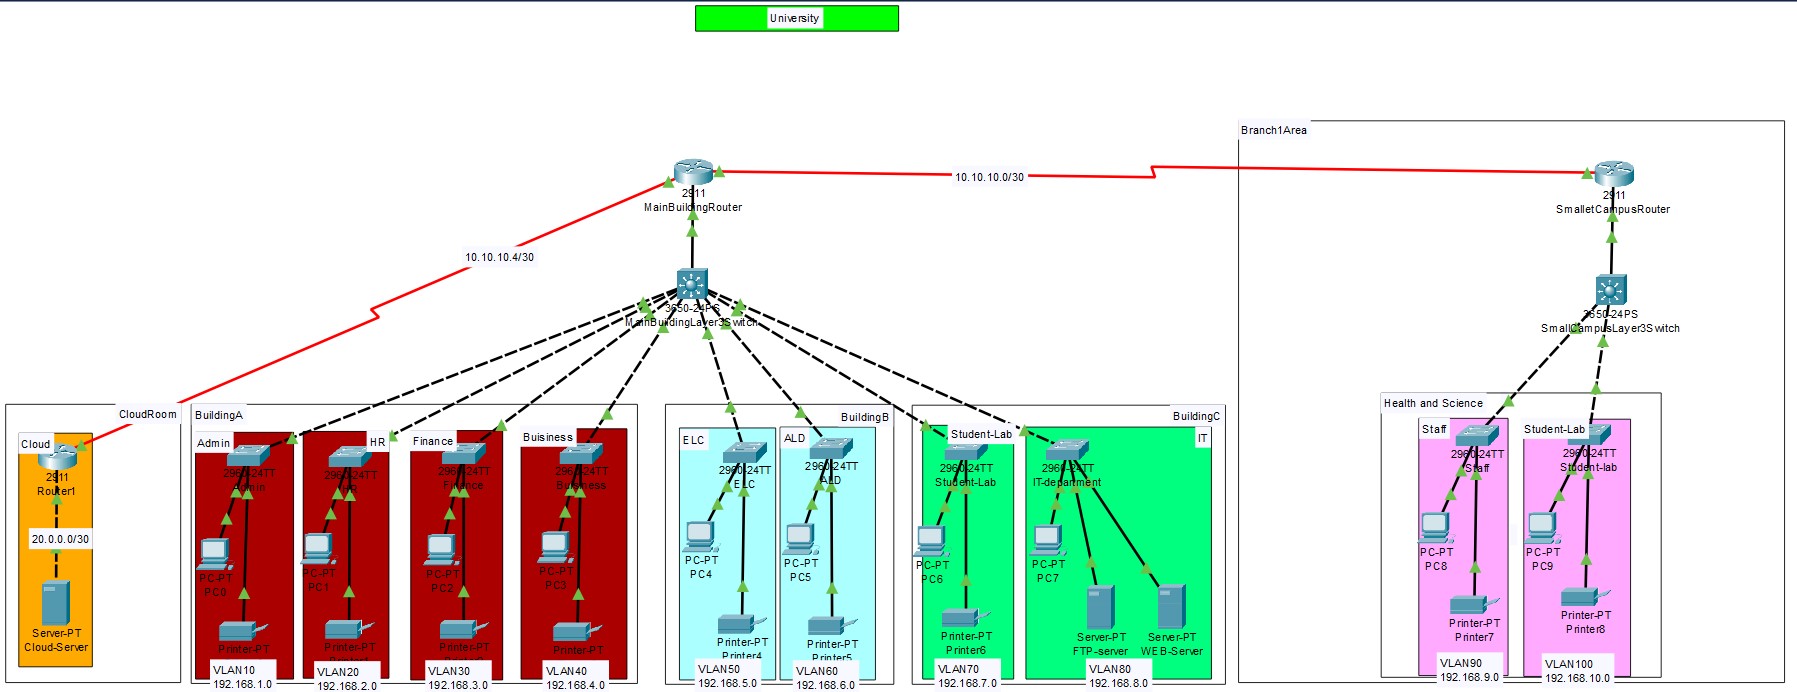 University
Branch1Area
2911
MainBuildingRouter
10.10.10.0/30
2911
SmalletCampusRouter
10.10.10.4/30
3650-24PS
MainBuildingLayer3Switch
3650-24PS
SmallCampusLayer3Switch
CloudRoom
Cloud
2911
Router1
20.0.0.0/30
Server-PT
Cloud-Server
BuildingA
Admin
2960-24TT
Admin
PC-PT
PC0
Printer-PT
VLAN10
192.168.1.0
HR
2960-24TT
HR
PC-PT
PC1
Printer-PT
VLAN20
192.168.2.0
Finance
2960-24TT
Finance
PC-PT
PC2
Printer-PT
VLAN30
192.168.3.0
Buisiness
2960-24TT
Business
PC-PT
PC3
Printer-PT
VLAN40
192.168.4.0
BuildingB
ELC
2960-24TT
ELC
PC-PT
PC4
Printer-PT
Printer4
VLAN50
192.168.5.0
ALD
2960-24TT
ALD
PC-PT
PC5
Printer-PT
Printer5
VLAN60
192.168.6.0
BuildingC
Student-Lab
2960-24TT
Student-Lab
PC-PT
PC6
Printer-PT
Printer6
VLAN70
192.168.7.0
IT
2960-24TT
IT-department
PC-PT
PC7
Server-PT
FTP-server
Server-PT
WEB-Server
VLAN80
192.168.8.0
Health and Science
Staff
2960-24TT
Staff
PC-PT
PC8
Printer-PT
Printer7
VLAN90
192.168.9.0
Student-Lab
2960-24TT
Student-lab
PC-PT
PC9
Printer-PT
Printer8
VLAN100
192.168.10.0